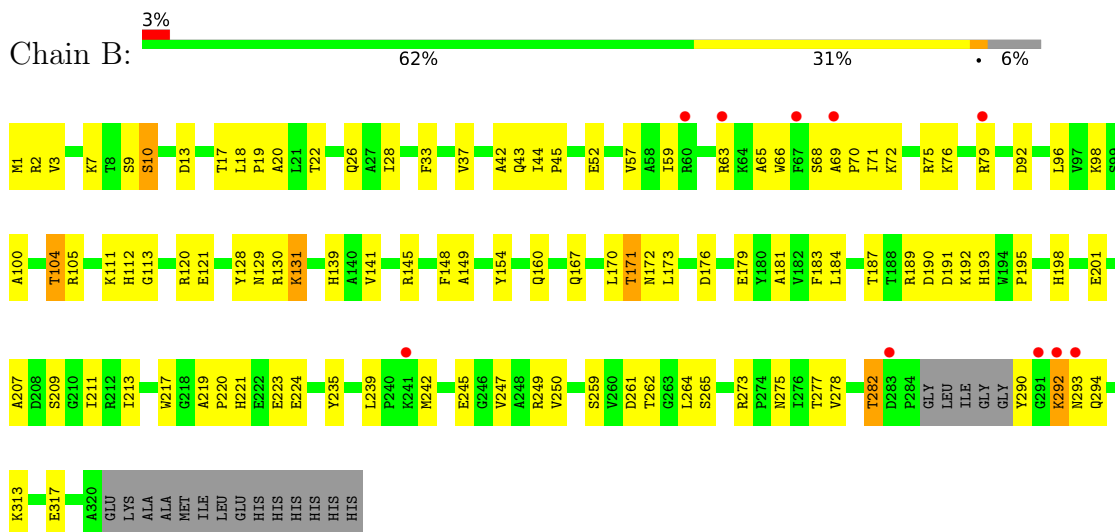 3%
Chain B:
62% 31% • 6%
M1 R2 V3 K7 T8 S9 S10 D13 T17 L18 P19 A20 L21 T22 Q26 A27 I28 F33 V37 A42 Q43 I44 P45 E52 V57 A58 I59 R60 R63 K64 A65 W66 F67 S68 A69 P70 I71 K72 R75 K76 R79 D92 L96 V97 K98 S99
A100 T104 R105 K111 H112 G113 R120 E121 Y128 N129 R130 K131 H139 A140 V141 R145 F148 A149 Y154 Q160 Q167 L170 T171 N172 L173 D176 E179 Y180 A181 V182 F183 L184 T187 T188 R189 D190 D191 K192 H193 W194 P195 H198 E201
A207 D208 S209 G210 I211 R212 I213 W217 G218 A219 P220 H221 E222 E223 E224 Y235 L239 P240 K241 M242 E245 G246 V247 A248 R249 V250 S259 V260 D261 T262 G263 L264 S265 R273 P274 N275 I276 T277 V278 T282 D283 P284 GLY LEU ILE GLY GLY Y290 G291 K292 N293 Q294
K313 E317 A320 GLU LYS ALA ALA MET ILE LEU GLU HIS HIS HIS HIS HIS HIS